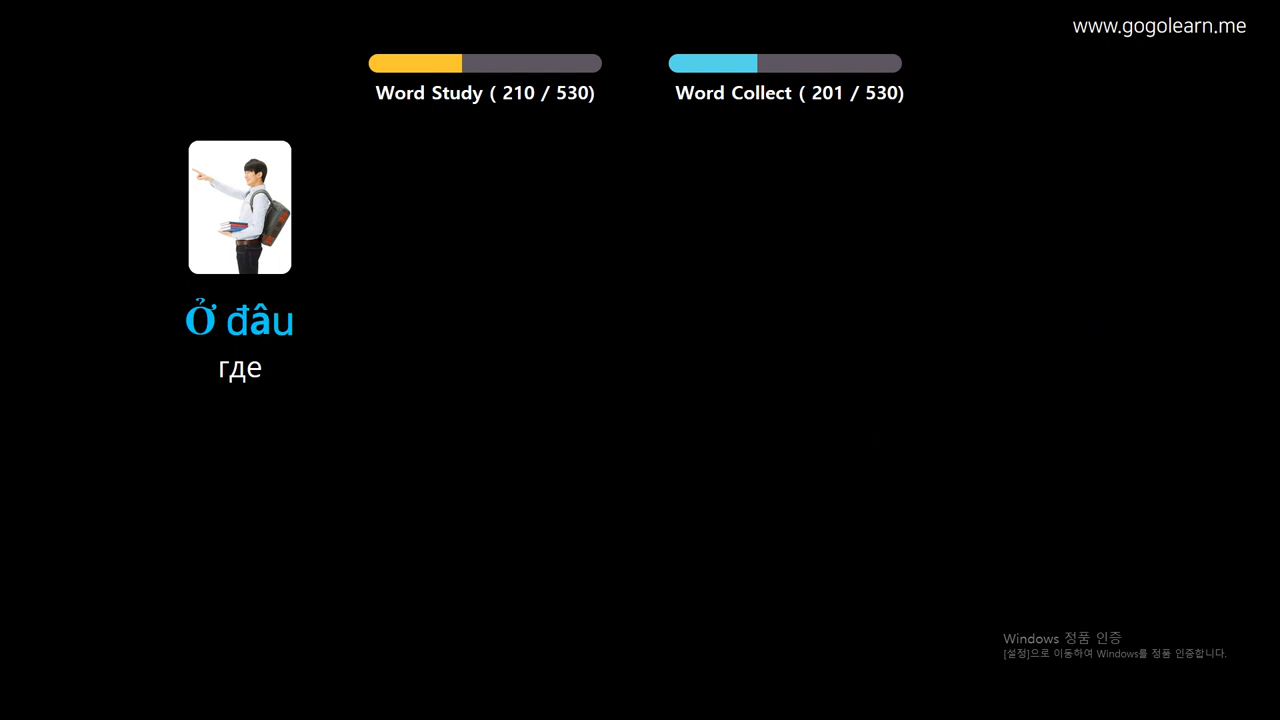 www.gogolearn.me
Word Study ( 210 / 530)
Word Collect ( 201 / 530)
Ở đâu
где
Windows 정품 인증
[설정]으로 이동하여 Windows를 정품 인증합니다.